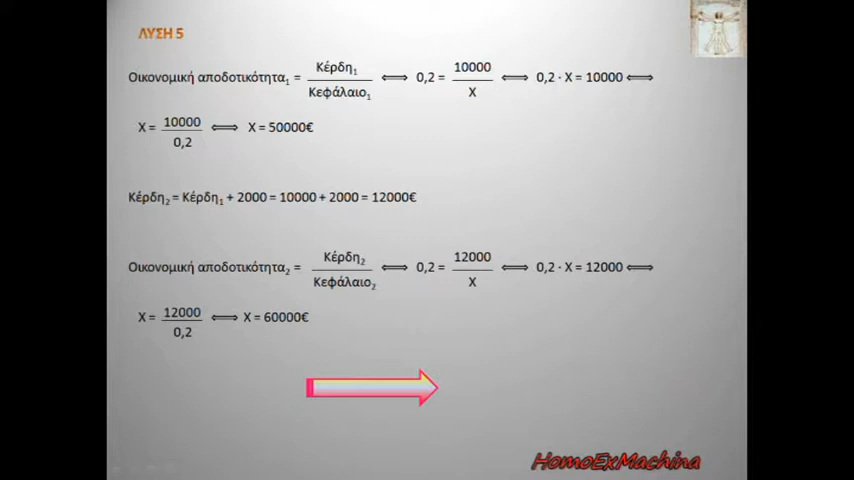 ΛΥΣΗ 5
Οικονομική αποδοτικότητα₁ = Κέρδη₁ / Κεφάλαιο₁ ⟺ 0,2 = 10000 / Χ ⟺ 0,2 · Χ = 10000 ⟺
Χ = 10000 / 0,2 ⟺ Χ = 50000€
Κέρδη₂ = Κέρδη₁ + 2000 = 10000 + 2000 = 12000€
Οικονομική αποδοτικότητα₂ = Κέρδη₂ / Κεφάλαιο₂ ⟺ 0,2 = 12000 / Χ ⟺ 0,2 · Χ = 12000 ⟺
Χ = 12000 / 0,2 ⟺ Χ = 60000€
HomoExMachina